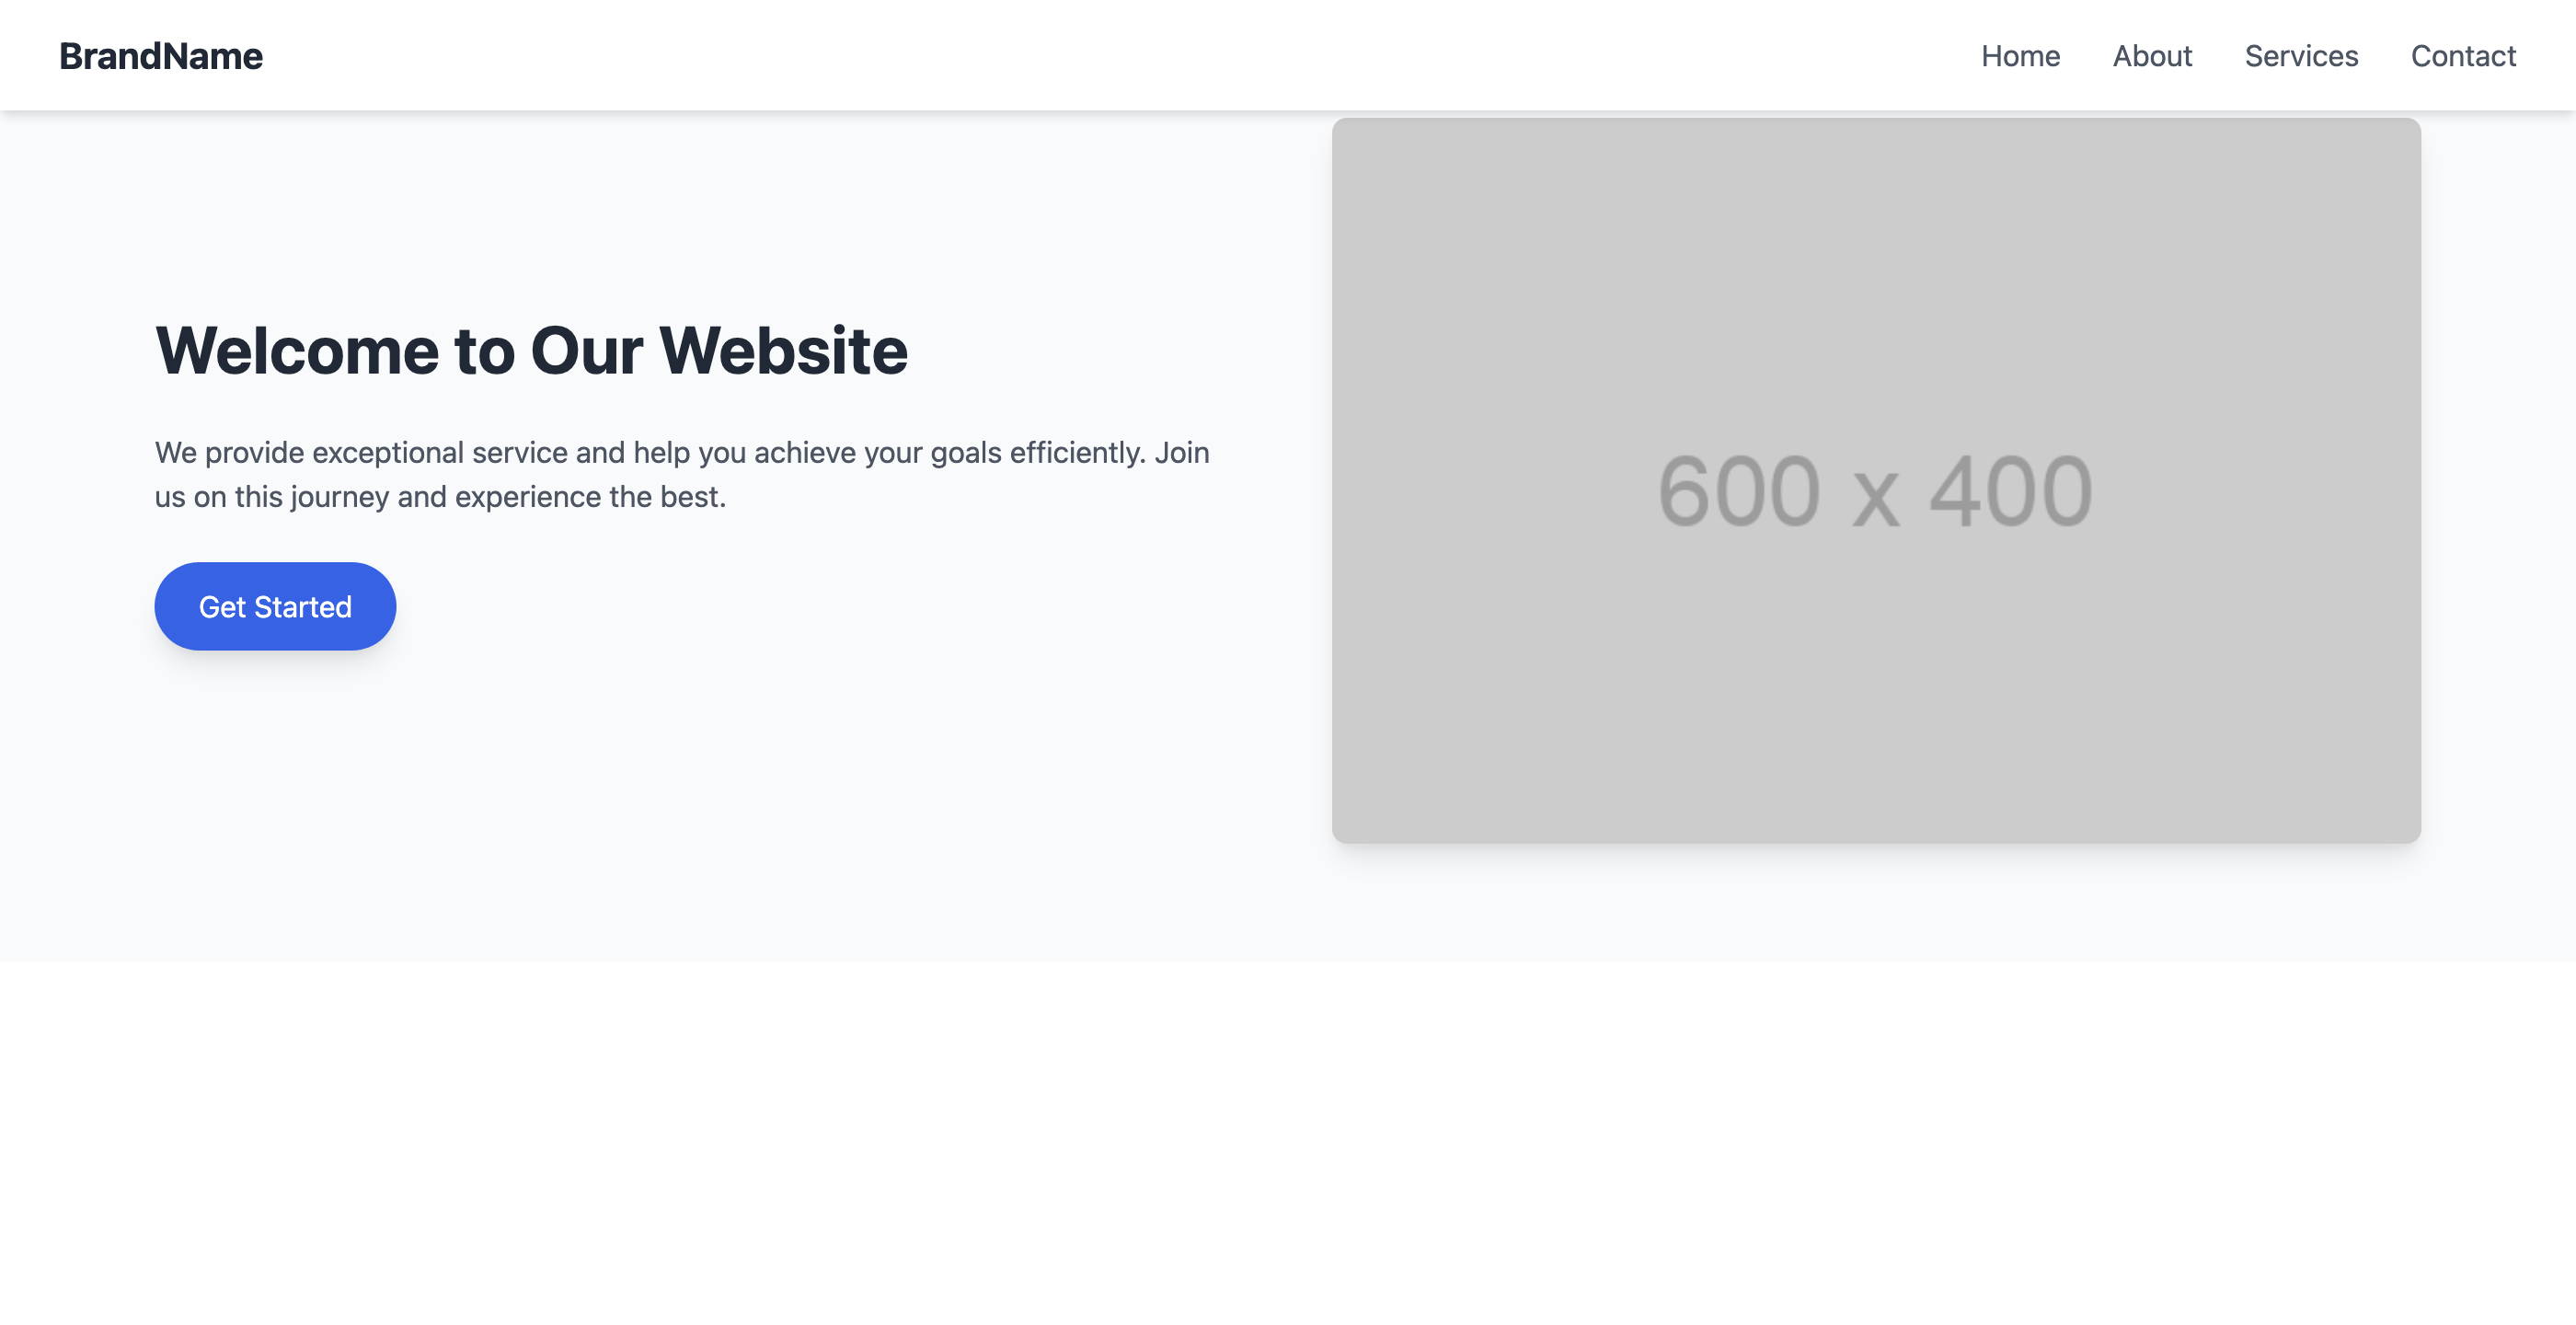 BrandName
Home About Services Contact
Welcome to Our Website
We provide exceptional service and help you achieve your goals efficiently. Join
us on this journey and experience the best.
Get Started
600 x 400